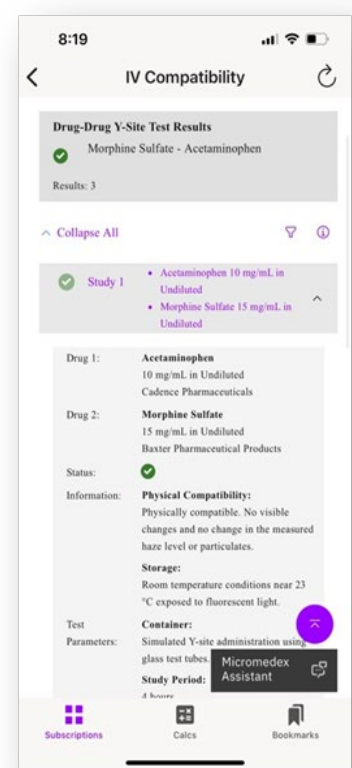 8:19
IV Compatibility
Drug-Drug Y-Site Test Results
Morphine Sulfate - Acetaminophen
Results: 3
Collapse All
Study 1
• Acetaminophen 10 mg/mL in
Undiluted
• Morphine Sulfate 15 mg/mL in
Undiluted
Drug 1:
Acetaminophen
10 mg/mL in Undiluted
Cadence Pharmaceuticals
Drug 2:
Morphine Sulfate
15 mg/mL in Undiluted
Baxter Pharmaceutical Products
Status:
Information:
Physical Compatibility:
Physically compatible. No visible
changes and no change in the measured
haze level or particulates.
Storage:
Room temperature conditions near 23
°C exposed to fluorescent light.
Test
Parameters:
Container:
Simulated Y-site administration using
glass test tubes.
Study Period:
4 hours
Micromedex
Assistant
Subscriptions
Calcs
Bookmarks